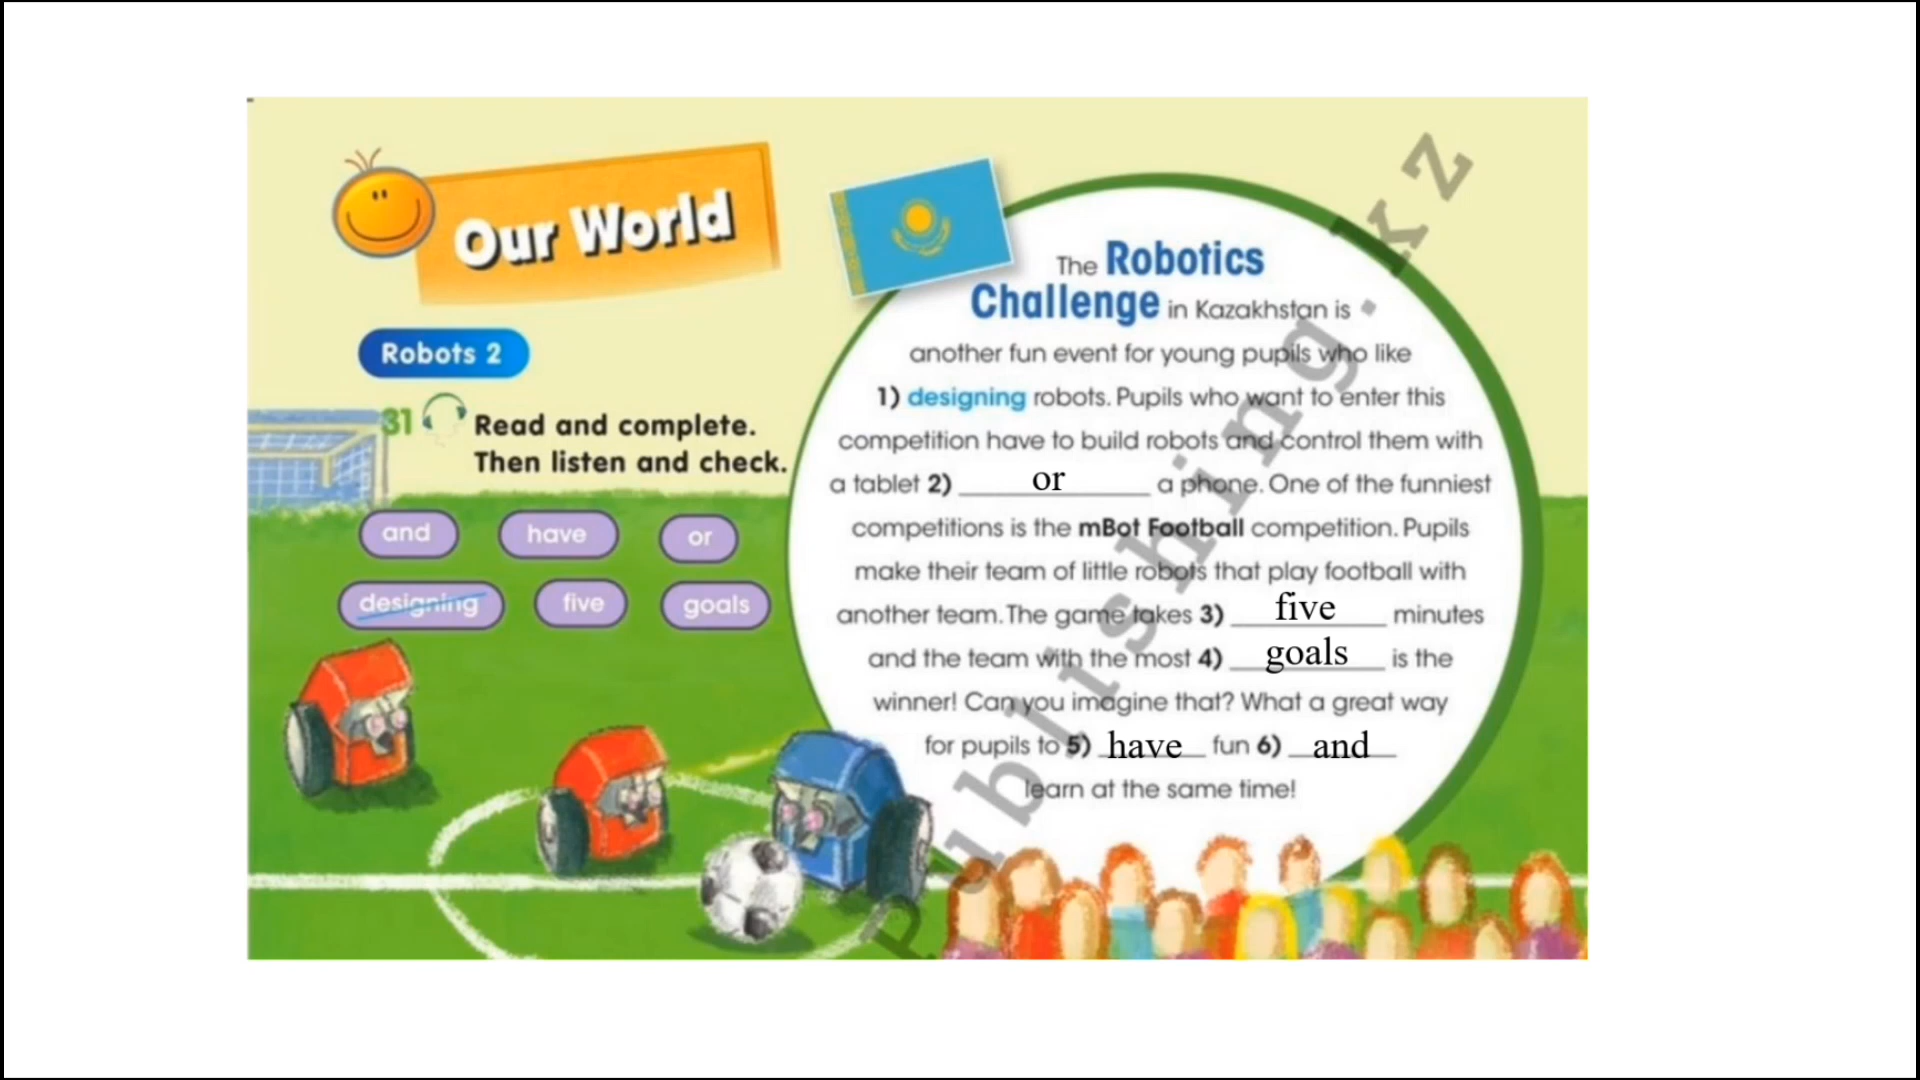 Our World
Robots 2
31 Read and complete.
Then listen and check.
and have or
designing five goals
The Robotics
Challenge in Kazakhstan is
another fun event for young pupils who like
1) designing robots. Pupils who want to enter this
competition have to build robots and control them with
a tablet 2) or a phone. One of the funniest
competitions is the mBot Football competition. Pupils
make their team of little robots that play football with
another team. The game takes 3) five minutes
and the team with the most 4) goals is the
winner! Can you imagine that? What a great way
for pupils to 5) have fun 6) and
learn at the same time!
Publishing.kz